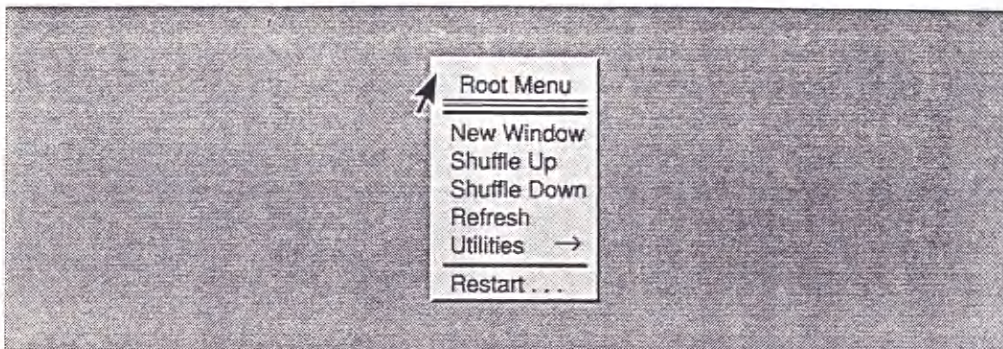 Root Menu
New Window
Shuffle Up
Shuffle Down
Refresh
Utilities →
Restart . . .